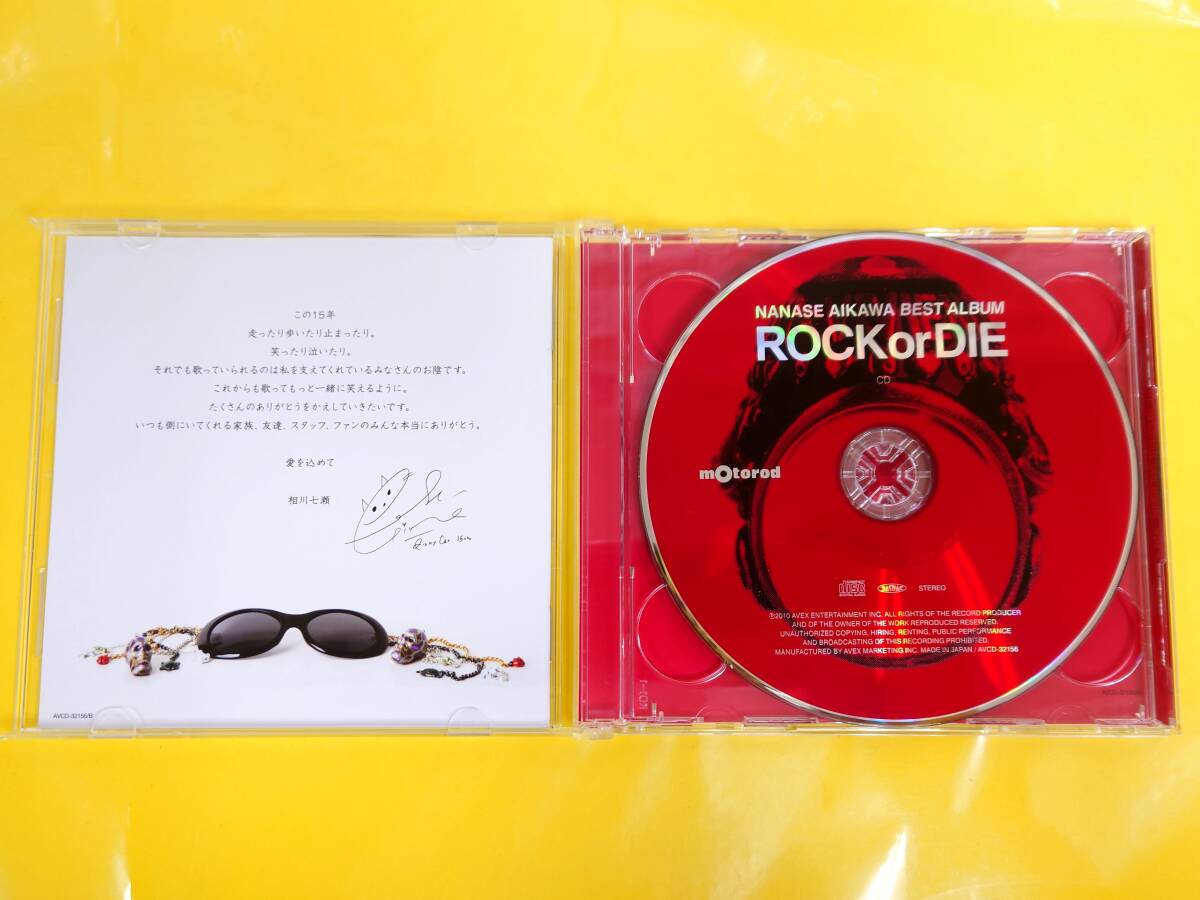 この15年
走ったり歩いたり止まったり。
笑ったり泣いたり。
それでも歌っていられるのは私を支えてくれているみなさんのお陰です。
これからも歌ってもっと一緒に笑えるように。
たくさんのありがとうをかえしていきたいです。
いつも側にいてくれる家族、友達、スタッフ、ファンのみんな本当にありがとう。
愛を込めて
相川七瀬
AVCD-32156/B
NANASE AIKAWA BEST ALBUM
ROCKorDIE
CD
motorod
COMPACT
disc
DIGITAL AUDIO
STEREO
Ⓟ2010 AVEX ENTERTAINMENT INC. ALL RIGHTS OF THE RECORD PRODUCER
AND OF THE OWNER OF THE WORK REPRODUCED RESERVED.
UNAUTHORIZED COPYING, HIRING, RENTING, PUBLIC PERFORMANCE
AND BROADCASTING OF THIS RECORDING PROHIBITED.
MANUFACTURED BY AVEX MARKETING INC. MADE IN JAPAN / AVCD-32156